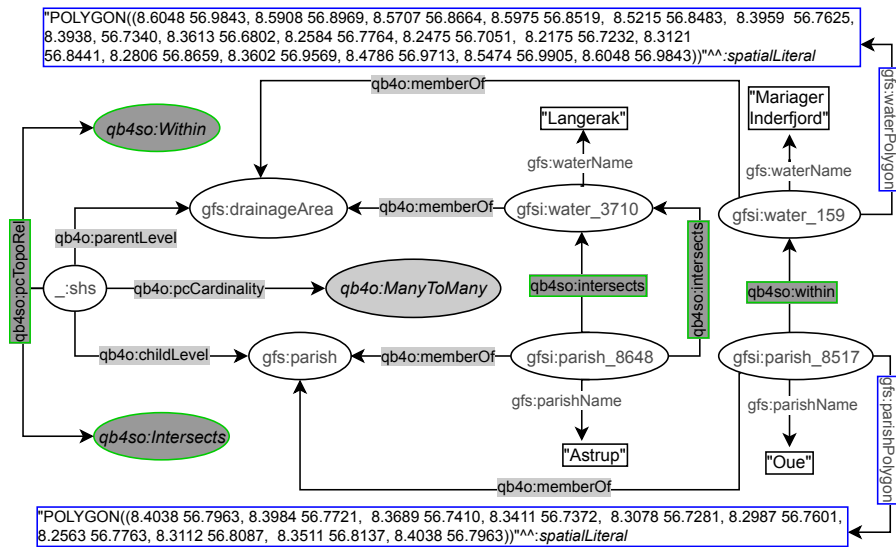 "POLYGON((8.6048 56.9843, 8.5908 56.8969, 8.5707 56.8664, 8.5975 56.8519, 8.5215 56.8483, 8.3959 56.7625,
8.3938, 56.7340, 8.3613 56.6802, 8.2584 56.7764, 8.2475 56.7051, 8.2175 56.7232, 8.3121
56.8441, 8.2806 56.8659, 8.3602 56.9569, 8.4786 56.9713, 8.5474 56.9905, 8.6048 56.9843))"^^:spatialLiteral
qb4o:memberOf
gfs:waterPolygon
"Langerak"
"Mariager
Inderfjord"
qb4so:Within
gfs:waterName
gfs:waterName
gfs:drainageArea
qb4o:memberOf
gfsi:water_3710
gfsi:water_159
qb4so:pcTopoRel
qb4o:parentLevel
qb4so:intersects
_:shs
qb4o:pcCardinality
qb4o:ManyToMany
qb4so:intersects
qb4so:within
qb4o:childLevel
gfs:parish
qb4o:memberOf
gfsi:parish_8648
gfsi:parish_8517
gfs:parishName
gfs:parishName
gfs:parishPolygon
qb4so:Intersects
"Astrup"
"Oue"
qb4o:memberOf
"POLYGON((8.4038 56.7963, 8.3984 56.7721, 8.3689 56.7410, 8.3411 56.7372, 8.3078 56.7281, 8.2987 56.7601,
8.2563 56.7763, 8.3112 56.8087, 8.3511 56.8137, 8.4038 56.7963))"^^:spatialLiteral